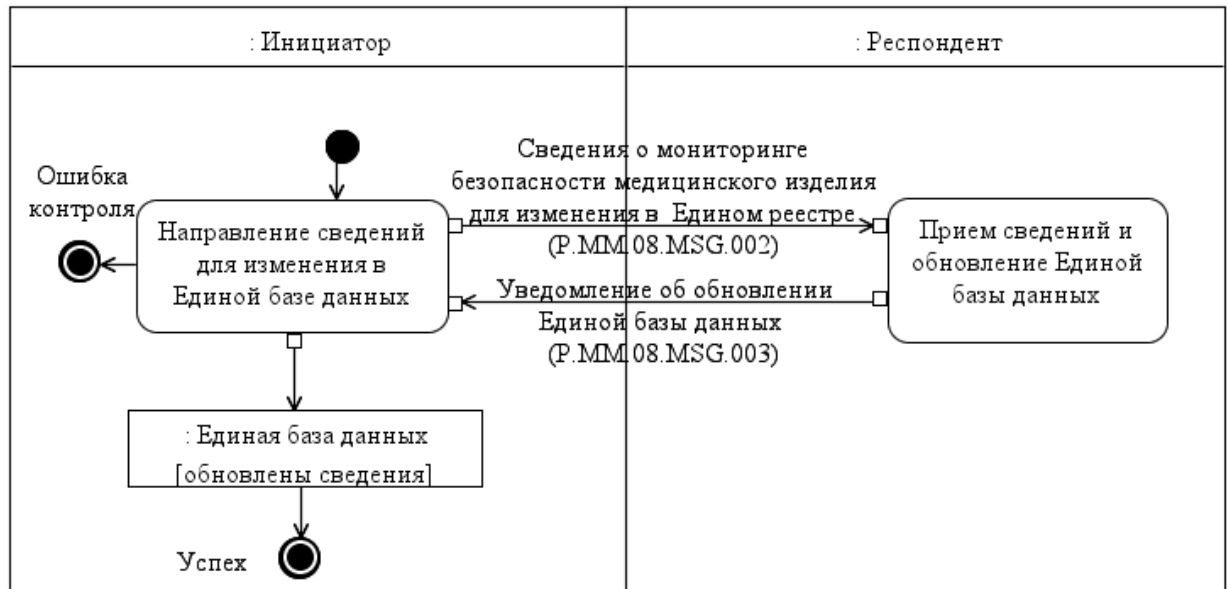 : Инициатор
: Респондент
Ошибка
контроля
Направление сведений
для изменения в
Единой базе данных
Сведения о мониторинге
безопасности медицинского изделия
для изменения в Едином реестре
(P.MM.08.MSG.002)
Уведомление об обновлении
Единой базы данных
(P.MM.08.MSG.003)
Прием сведений и
обновление Единой
базы данных
: Единая база данных
[обновлены сведения]
Успех